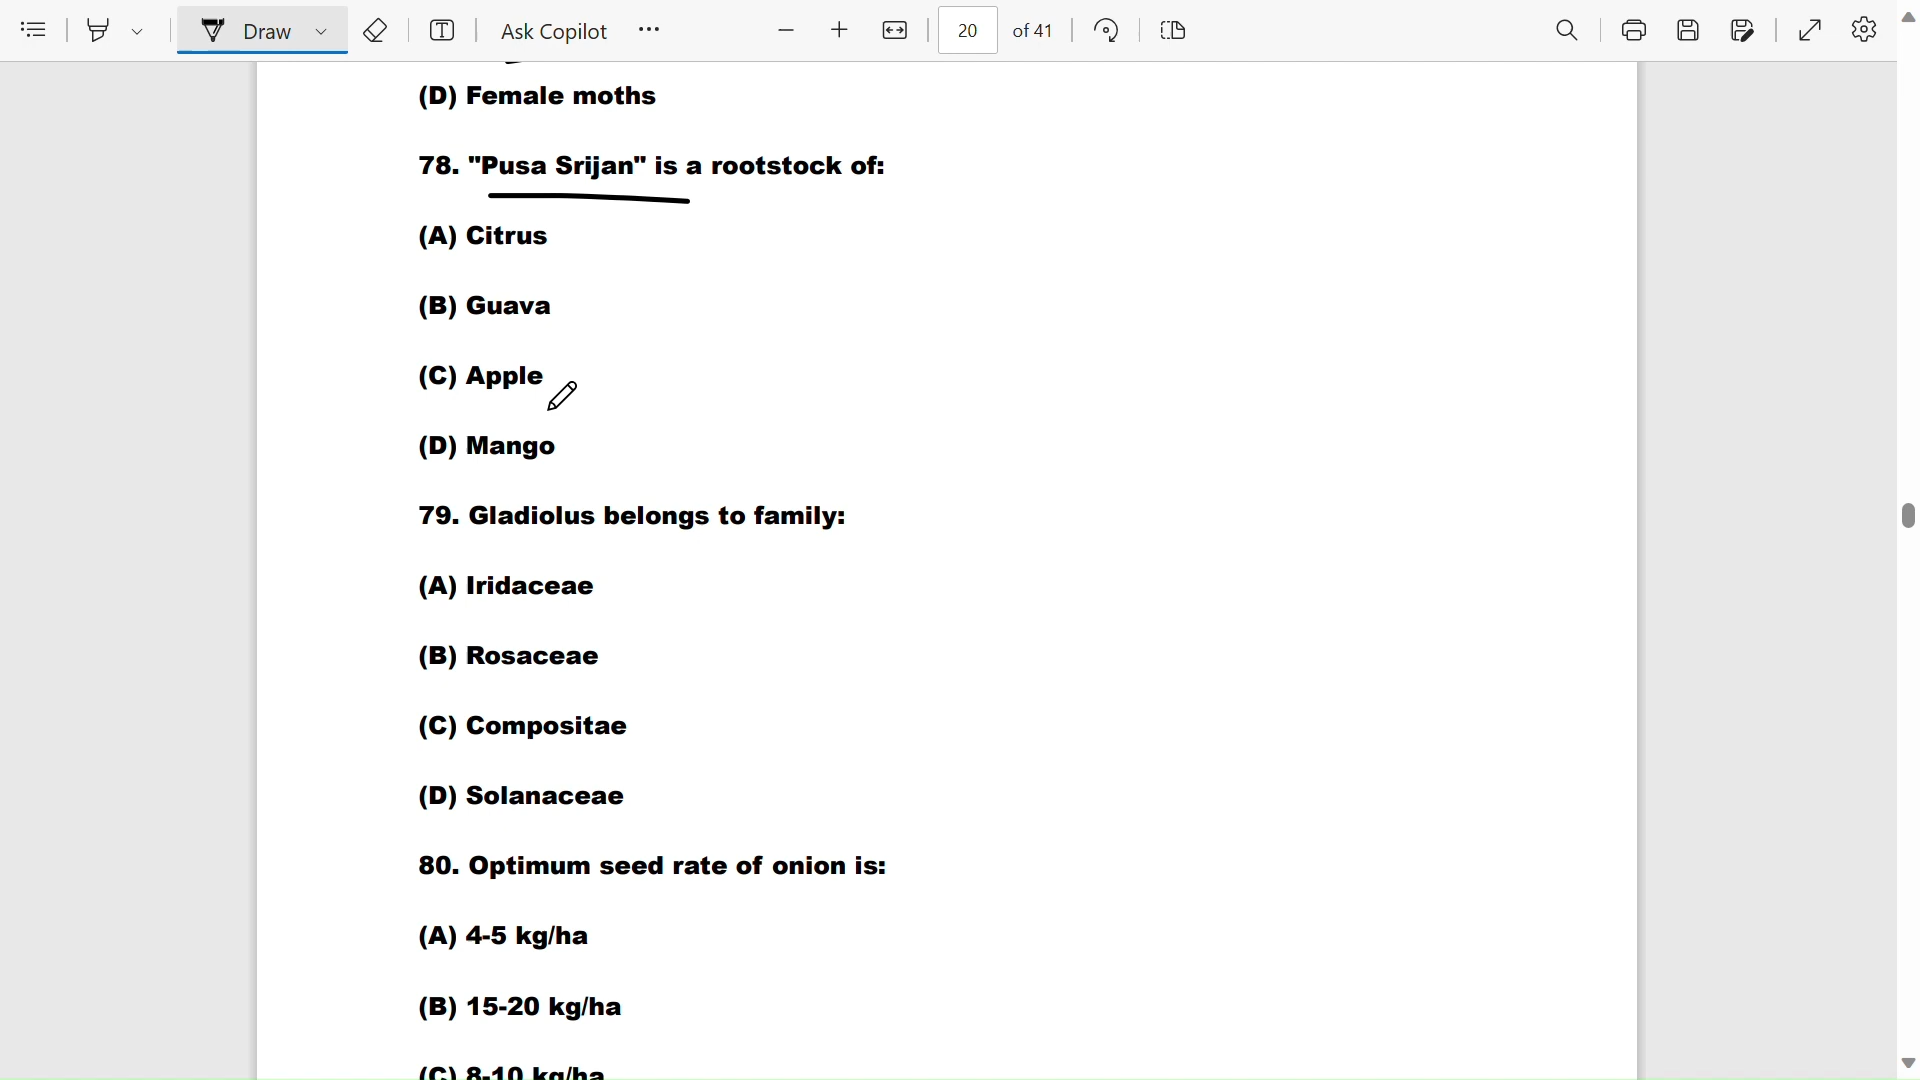 Draw
Ask Copilot
20 of 41
(D) Female moths
78. "Pusa Srijan" is a rootstock of:
(A) Citrus
(B) Guava
(C) Apple
(D) Mango
79. Gladiolus belongs to family:
(A) Iridaceae
(B) Rosaceae
(C) Compositae
(D) Solanaceae
80. Optimum seed rate of onion is:
(A) 4-5 kg/ha
(B) 15-20 kg/ha
(C) 8-10 kg/ha